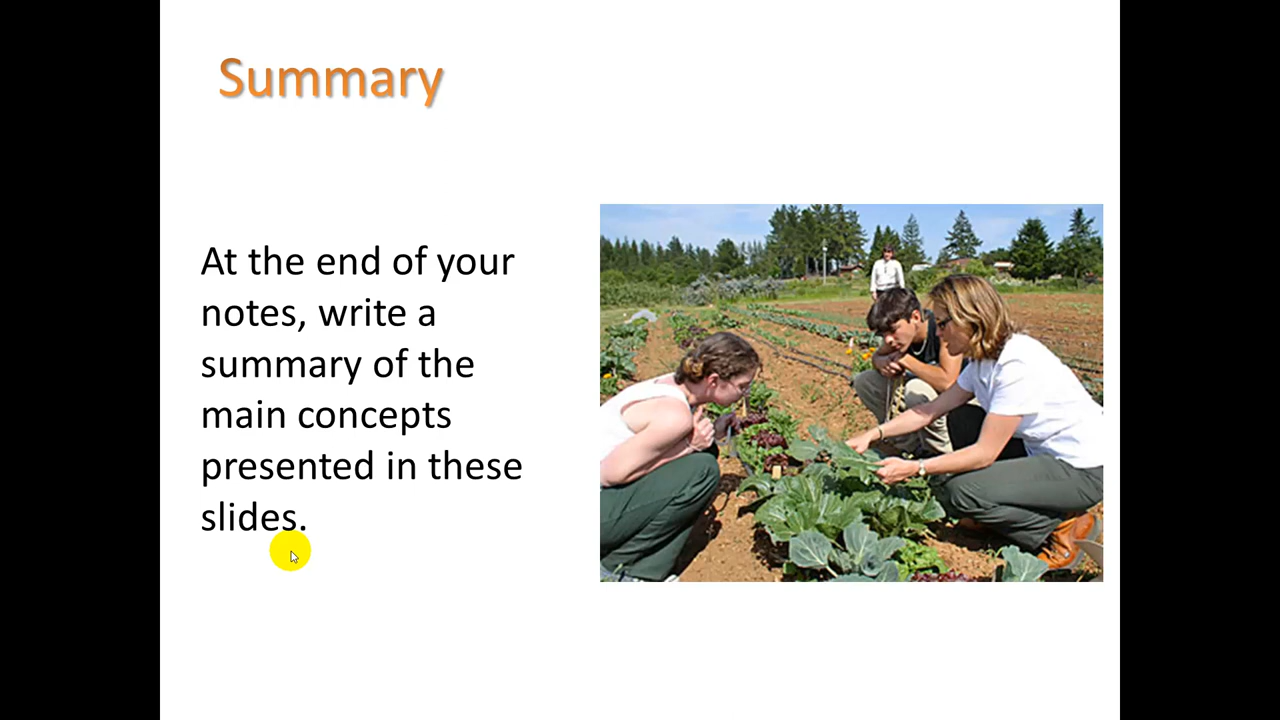 Summary
At the end of your
notes, write a
summary of the
main concepts
presented in these
slides.